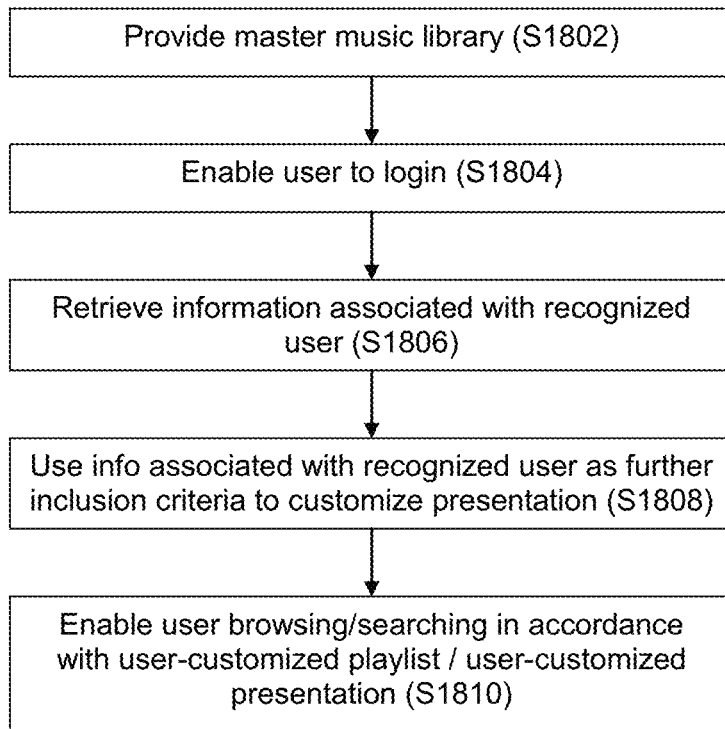 Provide master music library (S1802)
Enable user to login (S1804)
Retrieve information associated with recognized
user (S1806)
Use info associated with recognized user as further
inclusion criteria to customize presentation (S1808)
Enable user browsing/searching in accordance
with user-customized playlist / user-customized
presentation (S1810)